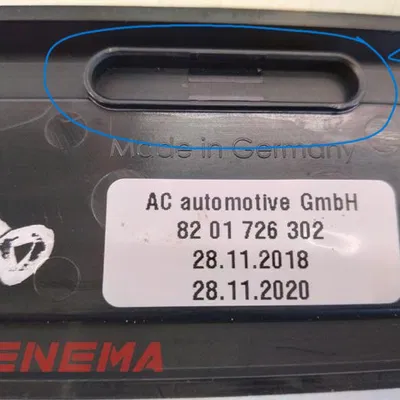 Made in Germany
AC automotive GmbH
82 01 726 302
28.11.2018
28.11.2020
ENEMA